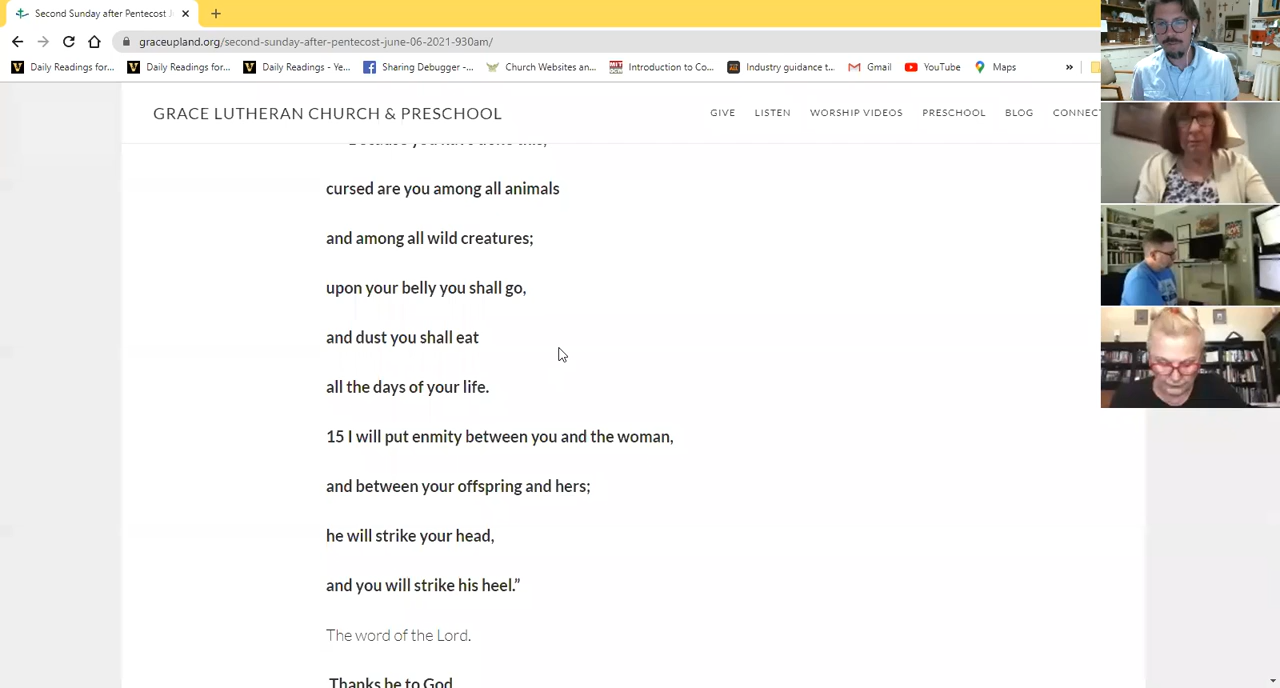 Second Sunday after Pentecost
graceupland.org/second-sunday-after-pentecost-june-06-2021-930am/
Daily Readings for...
Daily Readings for...
Daily Readings - Ye...
Sharing Debugger -...
Church Websites an...
Introduction to Co...
Industry guidance t...
Gmail
YouTube
Maps
»
GRACE LUTHERAN CHURCH & PRESCHOOL
GIVE
LISTEN
WORSHIP VIDEOS
PRESCHOOL
BLOG
CONNECT
cursed are you among all animals
and among all wild creatures;
upon your belly you shall go,
and dust you shall eat
all the days of your life.
15 I will put enmity between you and the woman,
and between your offspring and hers;
he will strike your head,
and you will strike his heel.”
The word of the Lord.
Thanks be to God